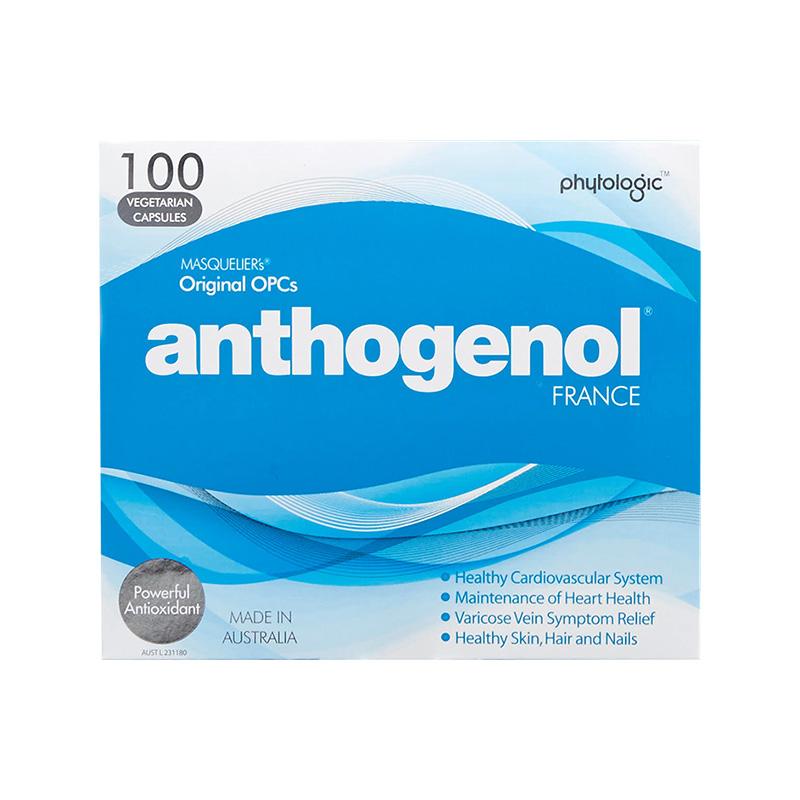 100
VEGETARIAN
CAPSULES
phytologic™
MASQUELIER's®
Original OPCs
anthogenol®
FRANCE
Powerful
Antioxidant
MADE IN
AUSTRALIA
AUST L 231180
• Healthy Cardiovascular System
• Maintenance of Heart Health
• Varicose Vein Symptom Relief
• Healthy Skin, Hair and Nails